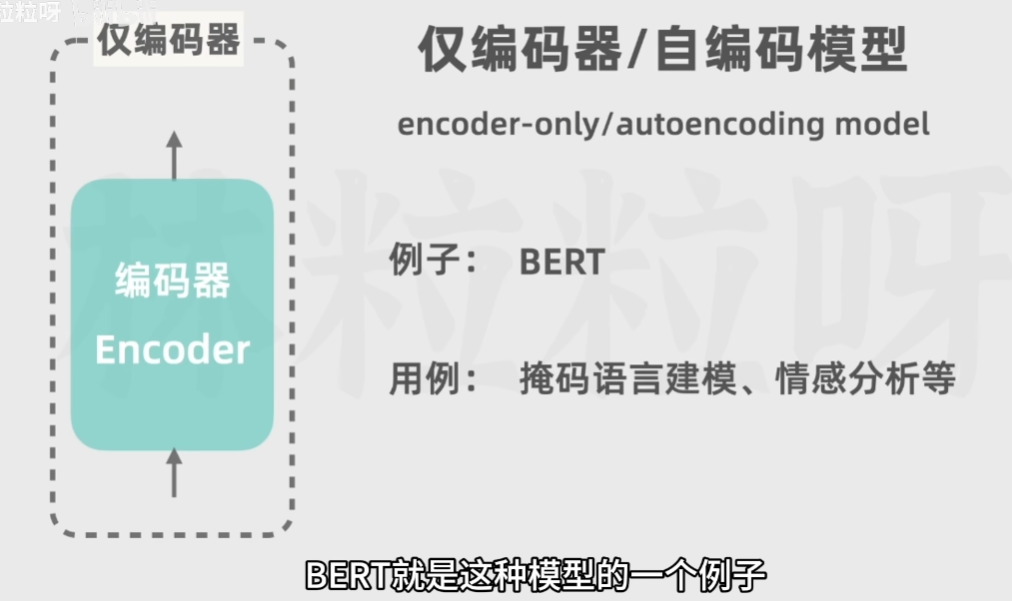 粒粒呀
仅编码器
仅编码器/自编码模型
encoder-only/autoencoding model
编码器
Encoder
例子： BERT
用例： 掩码语言建模、情感分析等
林粒粒呀
BERT就是这种模型的一个例子